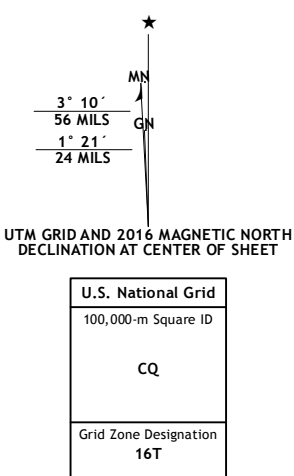 ★
MN
3° 10´
56 MILS
GN
1° 21´
24 MILS
UTM GRID AND 2016 MAGNETIC NORTH
DECLINATION AT CENTER OF SHEET
U.S. National Grid
100,000-m Square ID
CQ
Grid Zone Designation
16T